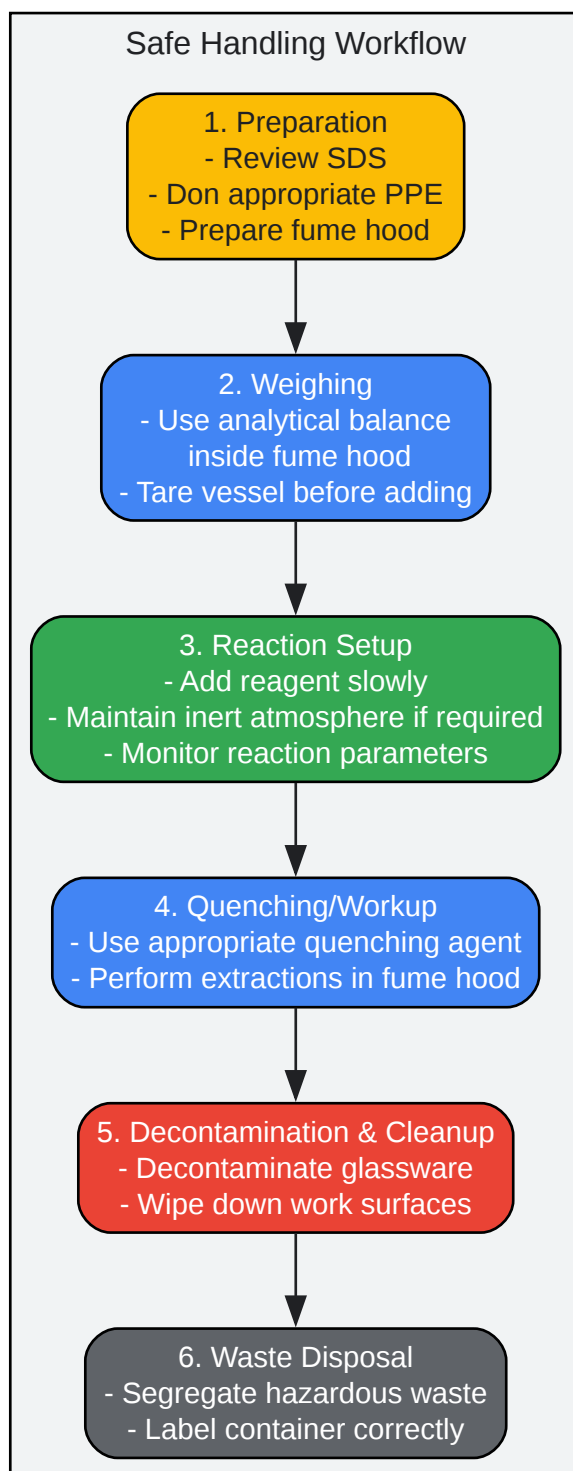 Safe Handling Workflow
1. Preparation
- Review SDS
- Don appropriate PPE
- Prepare fume hood
2. Weighing
- Use analytical balance
inside fume hood
- Tare vessel before adding
3. Reaction Setup
- Add reagent slowly
- Maintain inert atmosphere if required
- Monitor reaction parameters
4. Quenching/Workup
- Use appropriate quenching agent
- Perform extractions in fume hood
5. Decontamination & Cleanup
- Decontaminate glassware
- Wipe down work surfaces
6. Waste Disposal
- Segregate hazardous waste
- Label container correctly